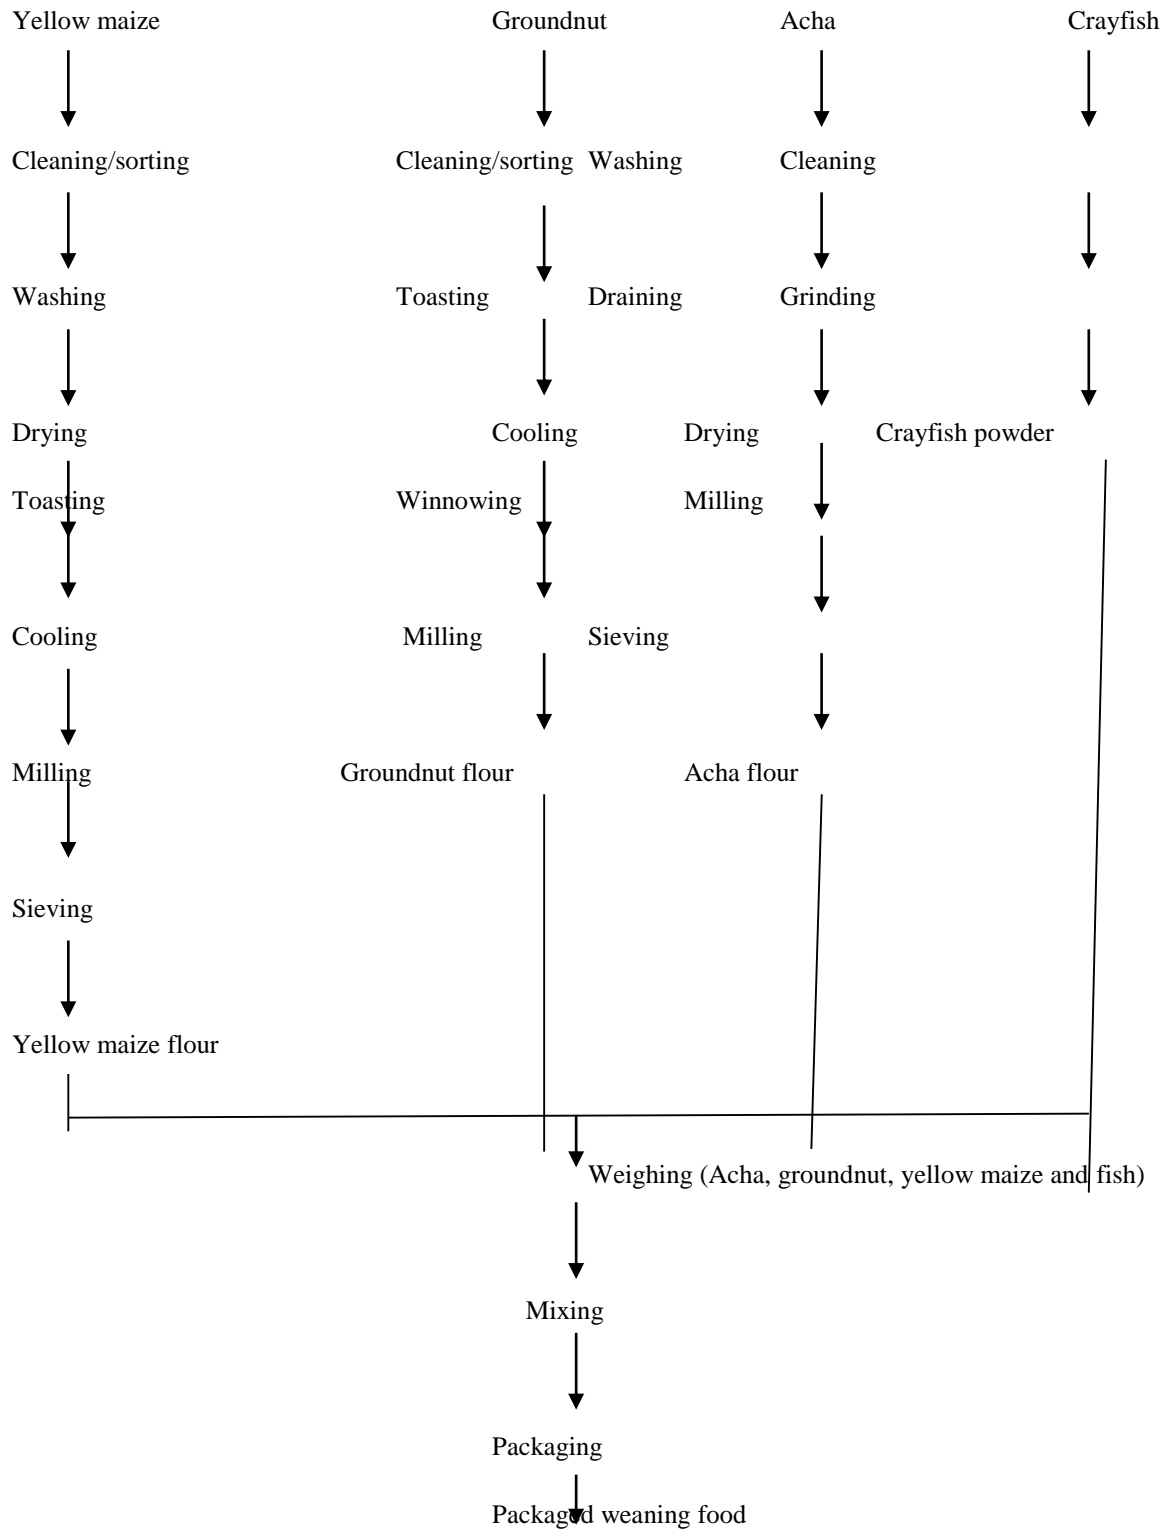 Yellow maize Groundnut Acha Crayfish
Cleaning/sorting Cleaning/sorting Washing Cleaning
Washing Toasting Draining Grinding
Drying Cooling Drying Crayfish powder
Toasting Winnowing Milling
Cooling Milling Sieving
Milling Groundnut flour Acha flour
Sieving
Yellow maize flour
Weighing (Acha, groundnut, yellow maize and fish)
Mixing
Packaging
Packaged weaning food